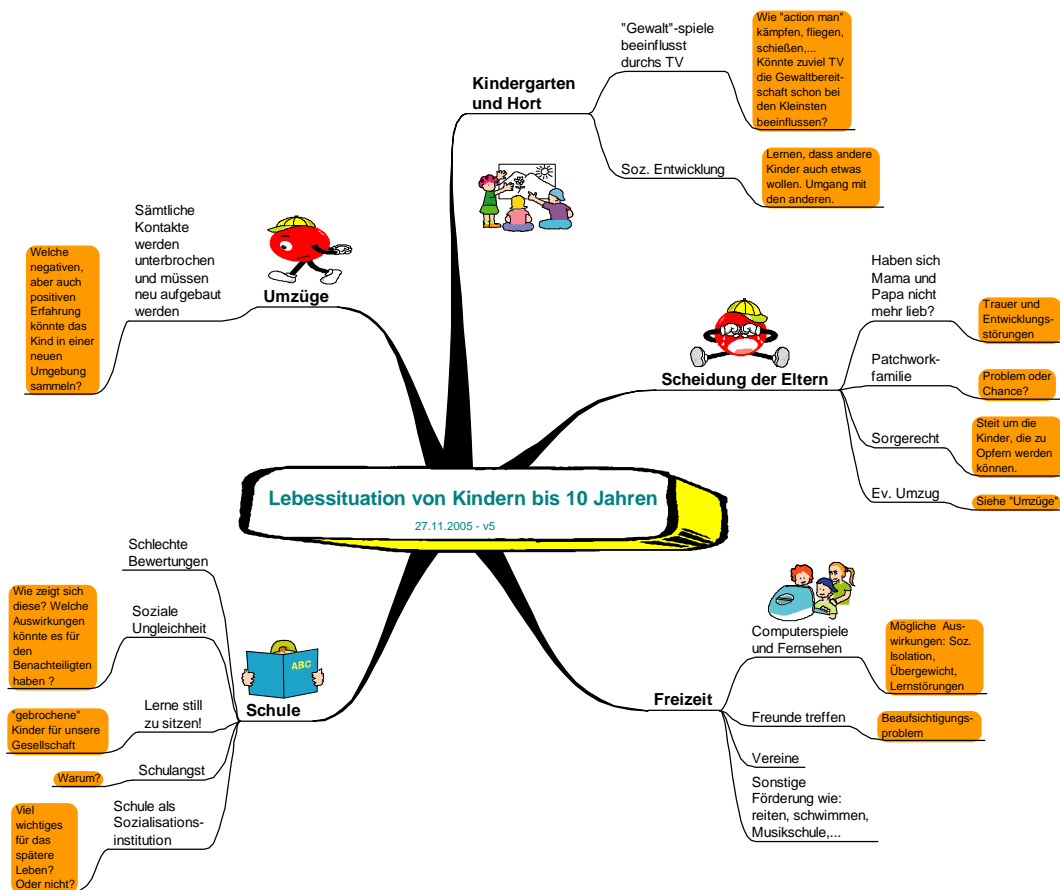 Lebessituation von Kindern bis 10 Jahren
27.11.2005 - v5
Kindergarten
und Hort
"Gewalt"-spiele
beeinflusst
durchs TV
Wie "action man"
kämpfen, fliegen,
schießen,...
Könnte zuviel TV
die Gewaltbereit-
schaft schon bei
den Kleinsten
beeinflussen?
Soz. Entwicklung
Lernen, dass andere
Kinder auch etwas
wollen. Umgang mit
den anderen.
Scheidung der Eltern
Haben sich
Mama und
Papa nicht
mehr lieb?
Trauer und
Entwicklungs-
störungen
Patchwork-
familie
Problem oder
Chance?
Sorgerecht
Steit um die
Kinder, die zu
Opfern werden
können.
Ev. Umzug
Siehe "Umzüge"
Freizeit
Computerspiele
und Fernsehen
Mögliche Aus-
wirkungen: Soz.
Isolation,
Übergewicht,
Lernstörungen
Freunde treffen
Beaufsichtigungs-
problem
Vereine
Sonstige
Förderung wie:
reiten, schwimmen,
Musikschule,...
Umzüge
Sämtliche
Kontakte
werden
unterbrochen
und müssen
neu aufgebaut
werden
Welche
negativen,
aber auch
positiven
Erfahrung
könnte das
Kind in einer
neuen
Umgebung
sammeln?
Schule
ABC
Schlechte
Bewertungen
Soziale
Ungleichheit
Wie zeigt sich
diese? Welche
Auswirkungen
könnte es für
den
Benachteiligten
haben ?
Lerne still
zu sitzen!
"gebrochene"
Kinder für unsere
Gesellschaft
Schulangst
Warum?
Schule als
Sozialisations-
institution
Viel
wichtiges
für das
spätere
Leben?
Oder nicht?